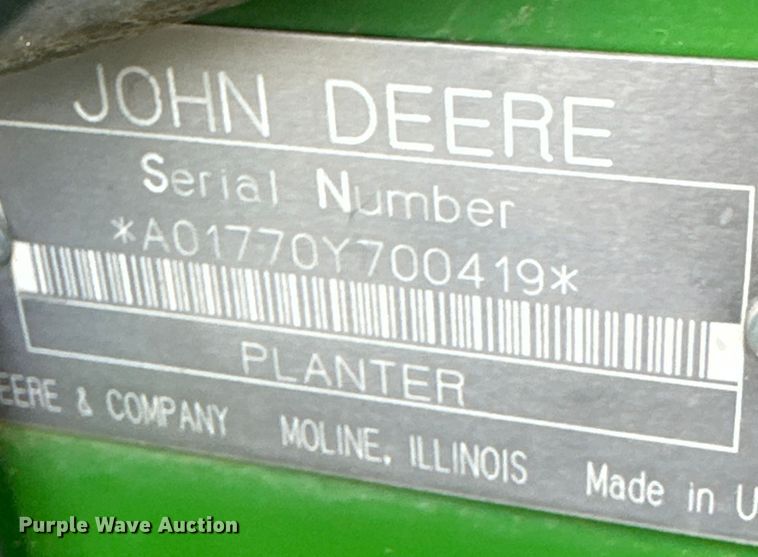 JOHN DEERE
Serial Number
*A01770Y700419*
PLANTER
EERE & COMPANY MOLINE, ILLINOIS Made in U
Purple Wave Auction